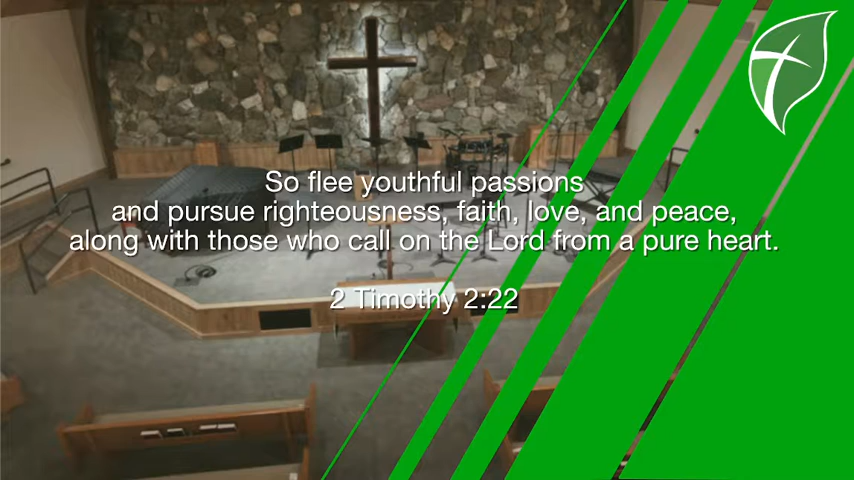 So flee youthful passions
and pursue righteousness, faith, love, and peace,
along with those who call on the Lord from a pure heart.
2 Timothy 2:22